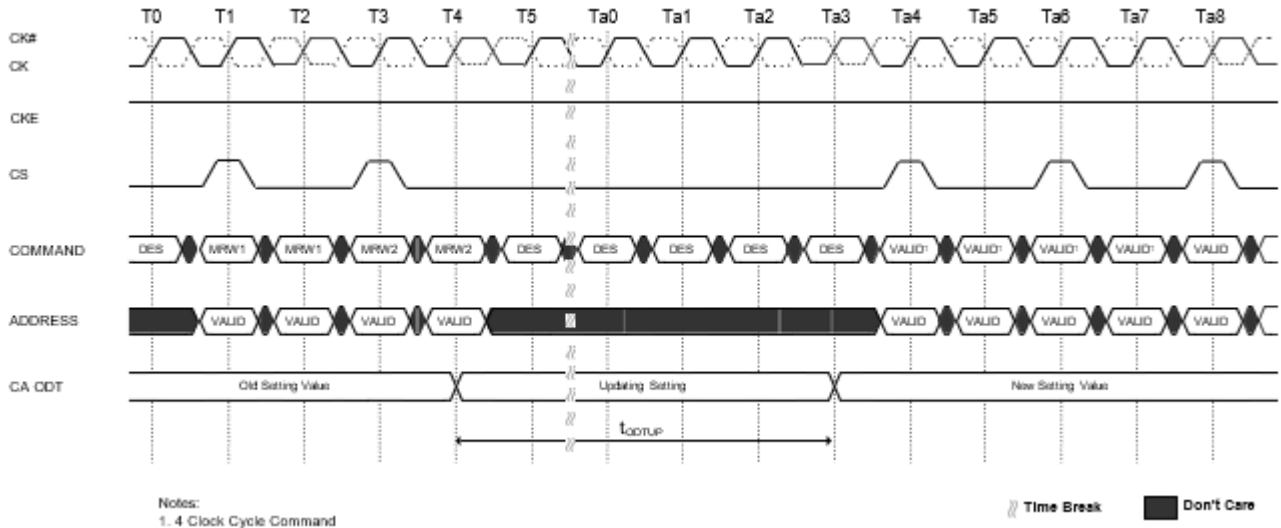 T0 T1 T2 T3 T4 T5 Ta0 Ta1 Ta2 Ta3 Ta4 Ta5 Ta6 Ta7 Ta8
CK#
CK
CKE
CS
COMMAND DES MRW1 MRW1 MRW2 MRW2 DES DES DES DES DES VALID¹ VALID¹ VALID¹ VALID¹ VALID
ADDRESS VALID VALID VALID VALID VALID VALID VALID VALID VALID
CA ODT Old Setting Value Updating Setting New Setting Value
tODTUP
Notes:
1. 4 Clock Cycle Command
Time Break Don't Care